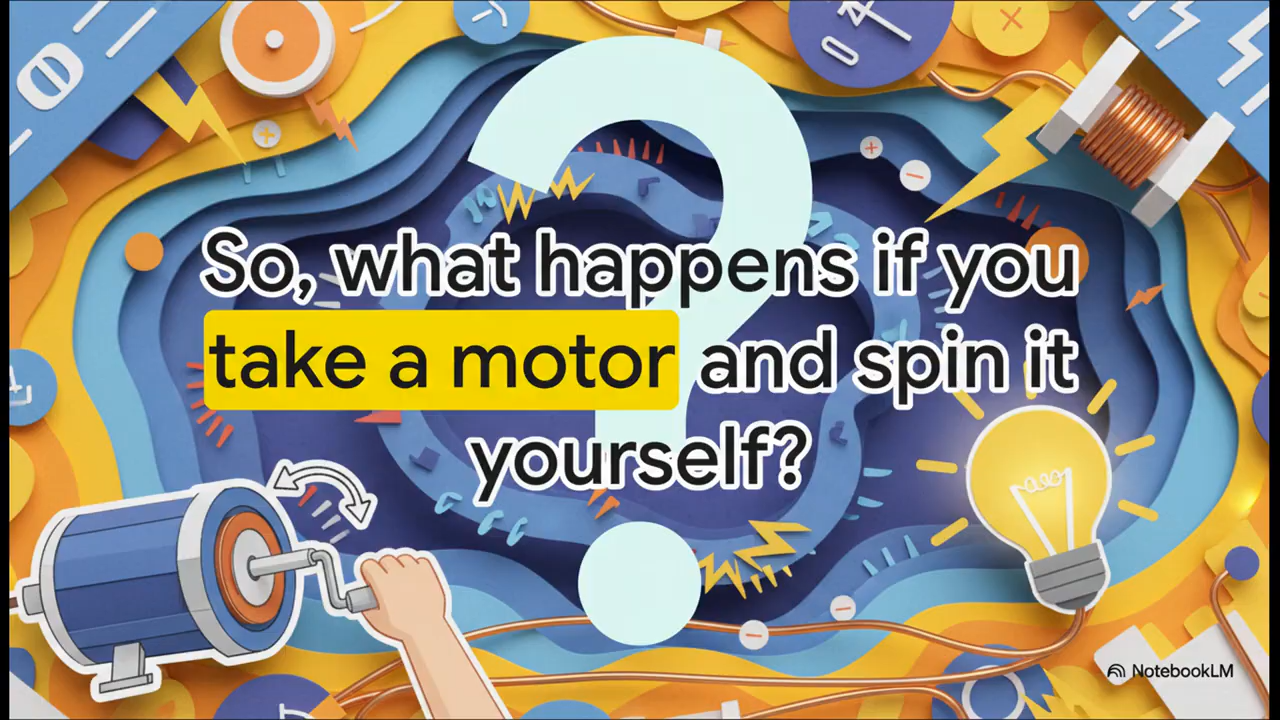 So, what happens if you
take a motor and spin it
yourself?
NotebookLM